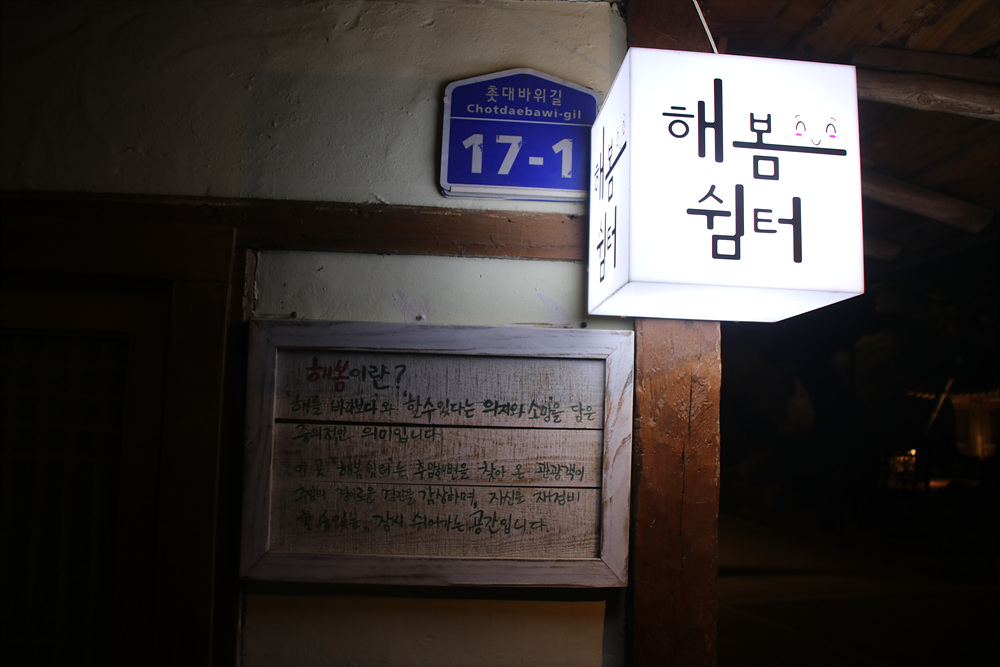 촛대바위길
Chotdaebawi-gil
17-1
해봄
쉼터
해봄
쉼터
해봄이란?
"해를 바라보다"와 "할수있다는 의지와 소망"을 담은
중의적인 의미입니다.
이 곳 "해봄쉼터"는 추암해변을 찾아 온 관광객이
추암의 경이로운 경관을 감상하며, 자신을 재정비
할 수 있는, 잠시 쉬어가는 공간입니다.